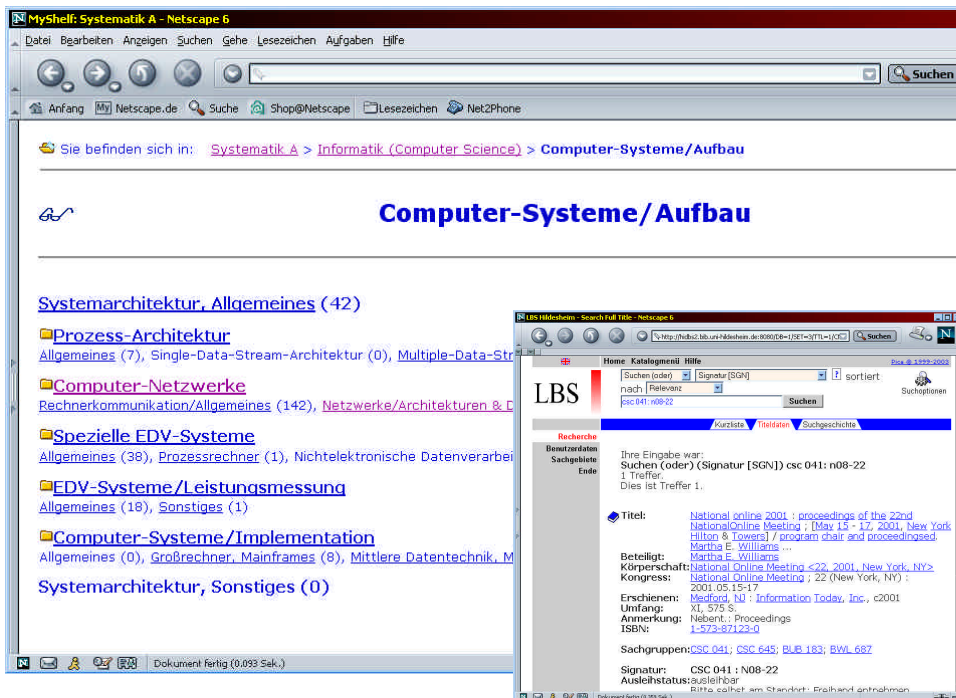 MyShelf: Systematik A - Netscape 6
Datei Bearbeiten Anzeigen Suchen Gehe Lesezeichen Aufgaben Hilfe
Suchen
Anfang Netscape.de Suche Shop@Netscape Lesezeichen Net2Phone
Sie befinden sich in: Systematik A > Informatik (Computer Science) > Computer-Systeme/Aufbau
Computer-Systeme/Aufbau
Systemarchitektur, Allgemeines (42)
Prozess-Architektur
Allgemeines (7), Single-Data-Stream-Architektur (0), Multiple-Data-Str
Computer-Netzwerke
Rechnerkommunikation/Allgemeines (142), Netzwerke/Architekturen & D
Spezielle EDV-Systeme
Allgemeines (38), Prozessrechner (1), Nichtelektronische Datenverarbei
EDV-Systeme/Leistungsmessung
Allgemeines (18), Sonstiges (1)
Computer-Systeme/Implementation
Allgemeines (0), Großrechner, Mainframes (8), Mittlere Datentechnik, M
Systemarchitektur, Sonstiges (0)
Dokument fertig (0.093 Sek.)
LBS Hildesheim - Search Full Title - Netscape 6
Suchen
Home Katalogmenü Hilfe
Pica @ 1999-2003
LBS
Suchen (oder) Signatur [SGN] ? sortiert
nach Relevanz
Suchoptionen
csc 041: n08-22 Suchen
Kurzliste Titeldaten Suchgeschichte
Recherche
Benutzerdaten
Sachgebiete
Ende
Ihre Eingabe war:
Suchen (oder) (Signatur [SGN]) csc 041: n08-22
1 Treffer.
Dies ist Treffer 1.
Titel: National online 2001 : proceedings of the 22nd
NationalOnline Meeting ; [May 15 - 17, 2001, New York
Hilton & Towers] / program chair and proceedingsed.
Martha E. Williams ...
Beteiligt: Martha E. Williams
Körperschaft: National Online Meeting <22, 2001, New York, NY>
Kongress: National Online Meeting ; 22 (New York, NY) :
2001.05.15-17
Erschienen: Medford, NJ : Information Today, Inc., c2001
Umfang: XI, 575 S.
Anmerkung: Nebent.: Proceedings
ISBN: 1-573-87123-0
Sachgruppen: CSC 041; CSC 645; BUB 183; BWL 687
Signatur: CSC 041 : N08-22
Ausleihstatus: ausleihbar
Bitte selbst am Standort: Freihand entnehmen